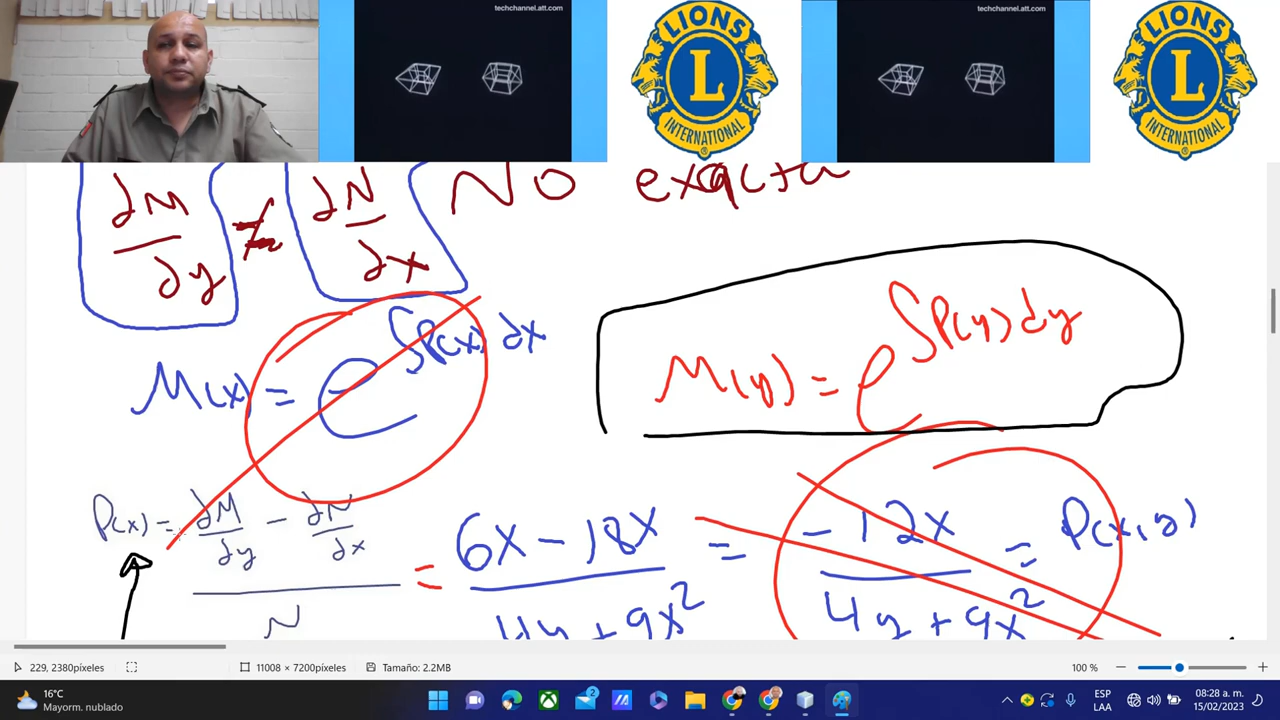 techchannel.att.com
LIONS
L
INTERNATIONAL
®
techchannel.att.com
LIONS
L
INTERNATIONAL
®
∂M/∂y ≠ ∂N/∂x No exacta
M(x) = e^∫P(x)dx
M(y) = e^∫P(y)dy
P(x) = (∂M/∂y - ∂N/∂x)/N = (6x - 18x)/(4y + 9x²) = (-12x)/(4y + 9x²) = P(x,y)
229, 2380píxeles
11008 × 7200píxeles
Tamaño: 2.2MB
100 %
16°C
Mayorm. nublado
2
ESP
LAA
08:28 a. m.
15/02/2023